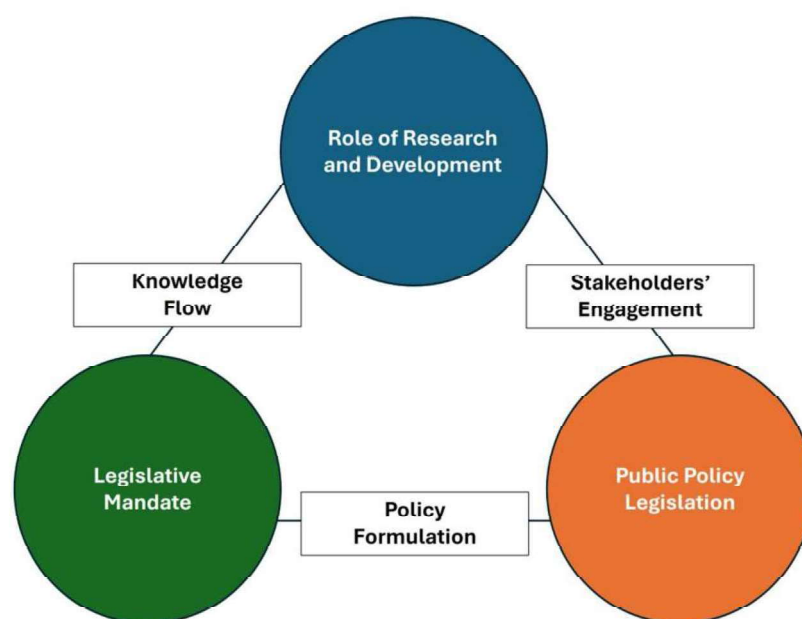 Role of Research
and Development
Knowledge
Flow
Stakeholders’
Engagement
Legislative
Mandate
Public Policy
Legislation
Policy
Formulation